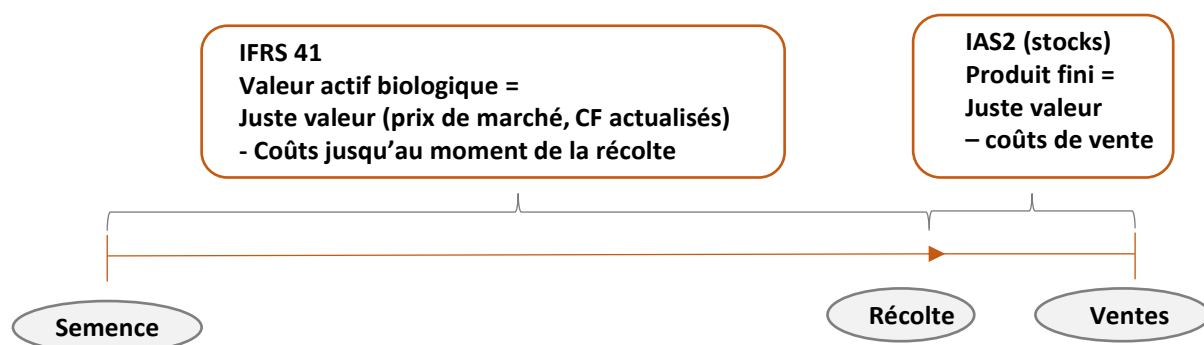 IFRS 41
Valeur actif biologique =
Juste valeur (prix de marché, CF actualisés)
- Coûts jusqu’au moment de la récolte
IAS2 (stocks)
Produit fini =
Juste valeur
– coûts de vente
Semence
Récolte
Ventes